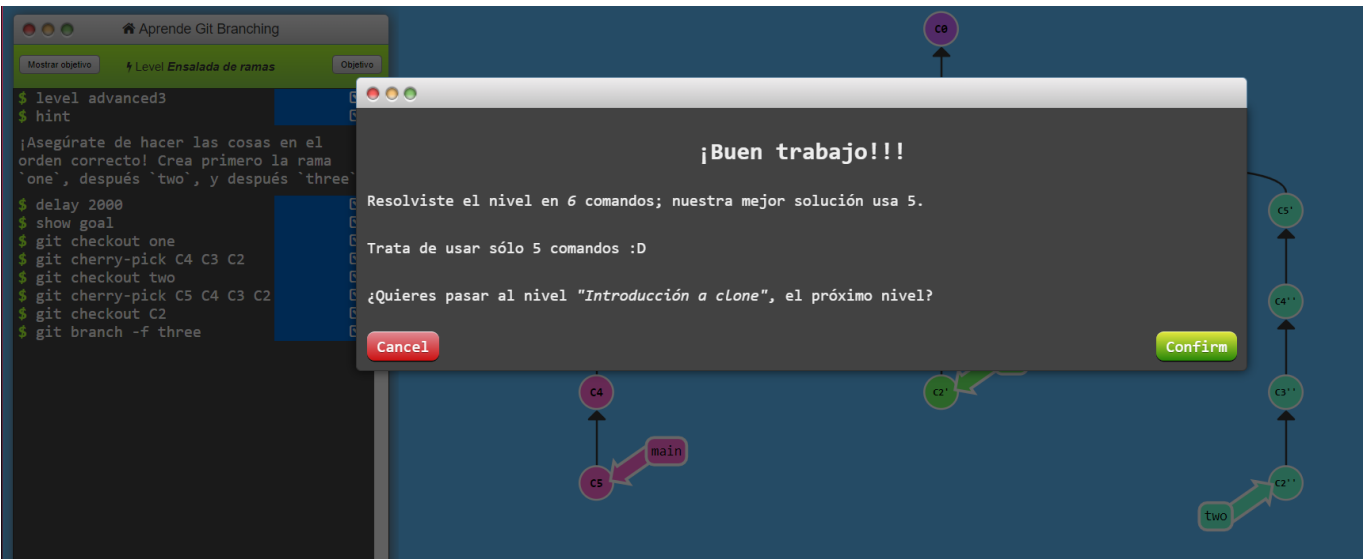 Aprende Git Branching
Mostrar objetivo
Level Ensalada de ramas
Objetivo
$ level advanced3
$ hint
¡Asegúrate de hacer las cosas en el
orden correcto! Crea primero la rama
`one`, después `two`, y después `three`
$ delay 2000
$ show goal
$ git checkout one
$ git cherry-pick C4 C3 C2
$ git checkout two
$ git cherry-pick C5 C4 C3 C2
$ git checkout C2
$ git branch -f three
¡Buen trabajo!!!
Resolviste el nivel en 6 comandos; nuestra mejor solución usa 5.
Trata de usar sólo 5 comandos :D
¿Quieres pasar al nivel "Introducción a clone", el próximo nivel?
Cancel
Confirm
C0
C5'
C4''
C4
C2'
C3''
main
C5
C2''
two